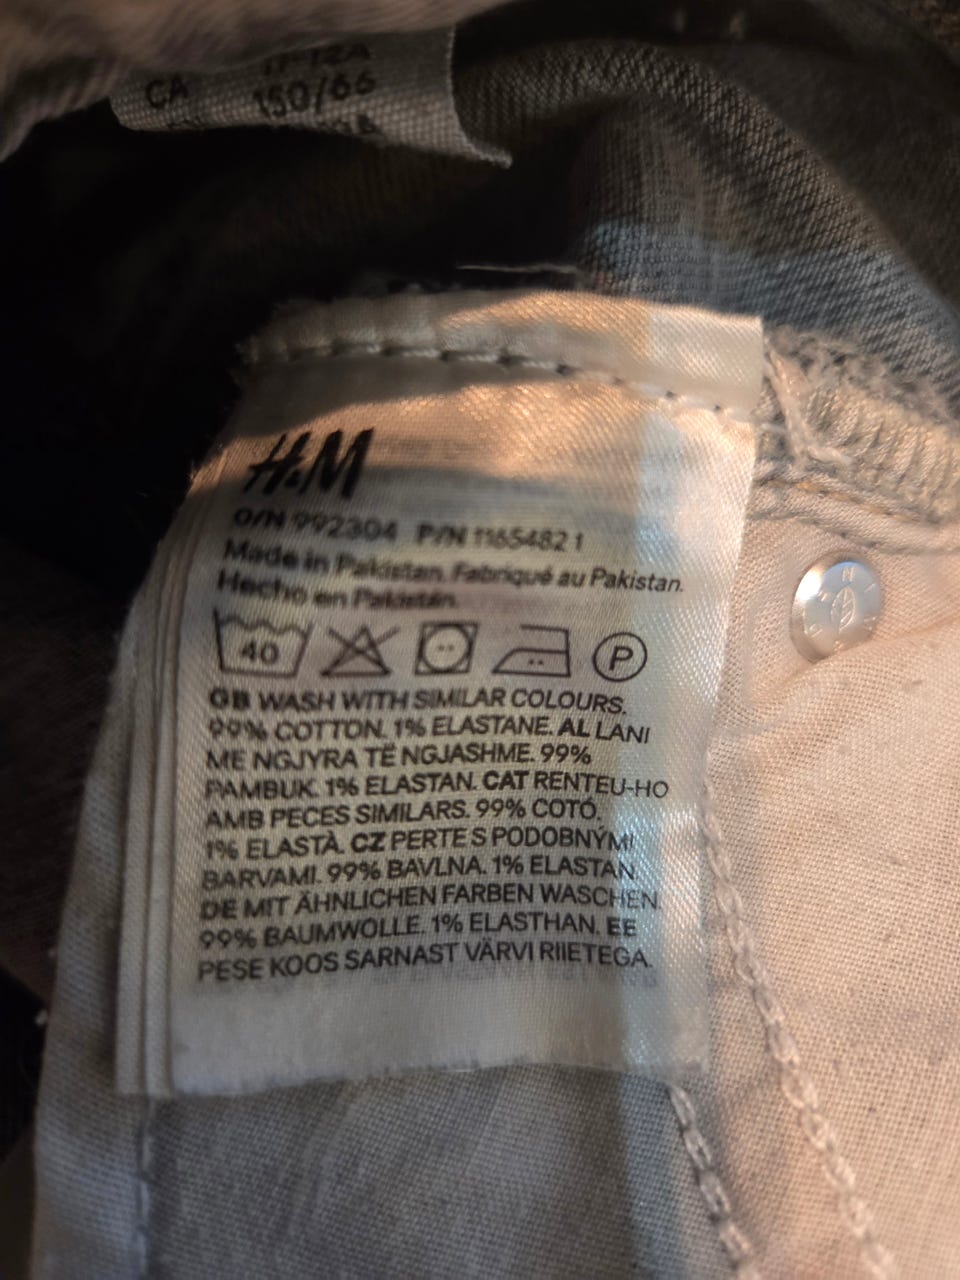 CA
150/66
H&M
O/N 992304 P/N 1165482 1
Made in Pakistan. Fabriqué au Pakistan.
Hecho en Pakistán.
40 P
GB WASH WITH SIMILAR COLOURS.
99% COTTON. 1% ELASTANE. AL LANI
ME NGJYRA TË NGJASHME. 99%
PAMBUK. 1% ELASTAN. CAT RENTEU-HO
AMB PECES SIMILARS. 99% COTÓ.
1% ELASTÀ. CZ PERTE S PODOBNÝMI
BARVAMI. 99% BAVLNA. 1% ELASTAN
DE MIT ÄHNLICHEN FARBEN WASCHEN.
99% BAUMWOLLE. 1% ELASTHAN. EE
PESE KOOS SARNAST VÄRVI RIIETEGA.